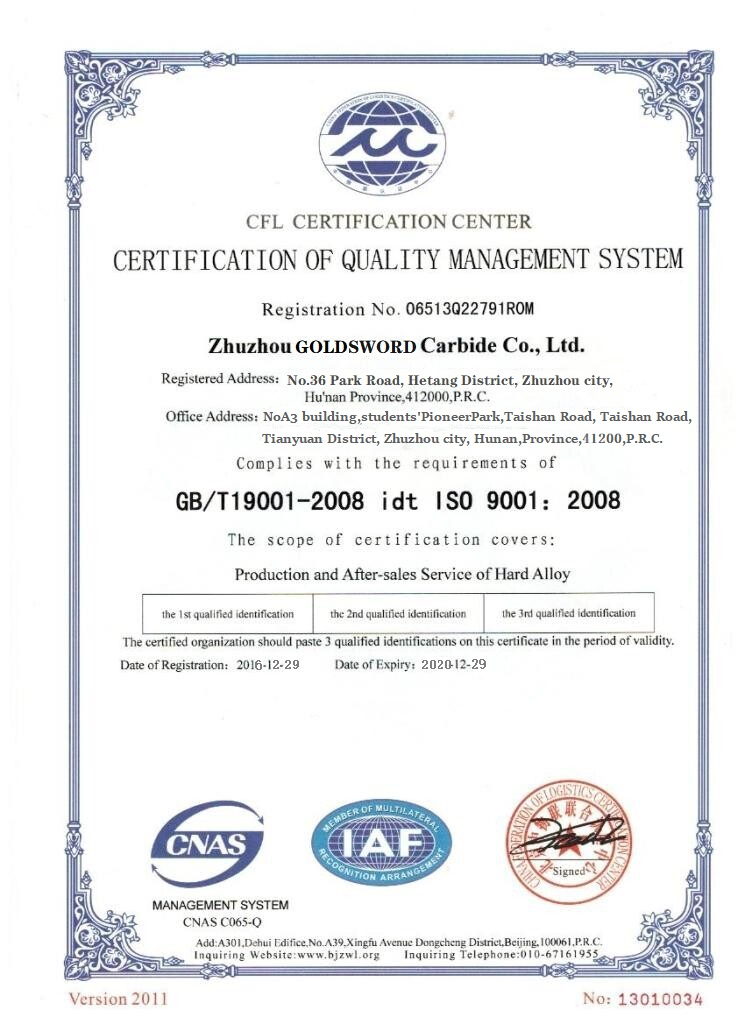 CFL CERTIFICATION CENTER
CERTIFICATION OF QUALITY MANAGEMENT SYSTEM
Registration No. 06513Q22791ROM
Zhuzhou GOLDSWORD Carbide Co., Ltd.
Registered Address: No.36 Park Road, Hetang District, Zhuzhou city,
Hu'nan Province,412000,P.R.C.
Office Address: NoA3 building,students'PioneerPark,Taishan Road, Taishan Road,
Tianyuan District, Zhuzhou city, Hunan,Province,41200,P.R.C.
Complies with the requirements of
GB/T19001-2008 idt ISO 9001: 2008
The scope of certification covers:
Production and After-sales Service of Hard Alloy
the 1st qualified identification the 2nd qualified identification the 3rd qualified identification
The certified organization should paste 3 qualified identifications on this certificate in the period of validity.
Date of Registration: 2016-12-29 Date of Expiry: 2020-12-29
CNAS
MANAGEMENT SYSTEM
CNAS C065-Q
MEMBER OF MULTILATERAL
IAF
RECOGNITION ARRANGEMENT
CHINA FEDERATION OF LOGISTICS CERTIFICATION CENTER
Signed
Add:A301,Dehui Edifice,No.A39,Xingfu Avenue Dongcheng District,Beijing,100061,P.R.C.
Inquiring Website:www.bjzwl.org Inquiring Telephone:010-67161955
Version 2011 No: 13010034